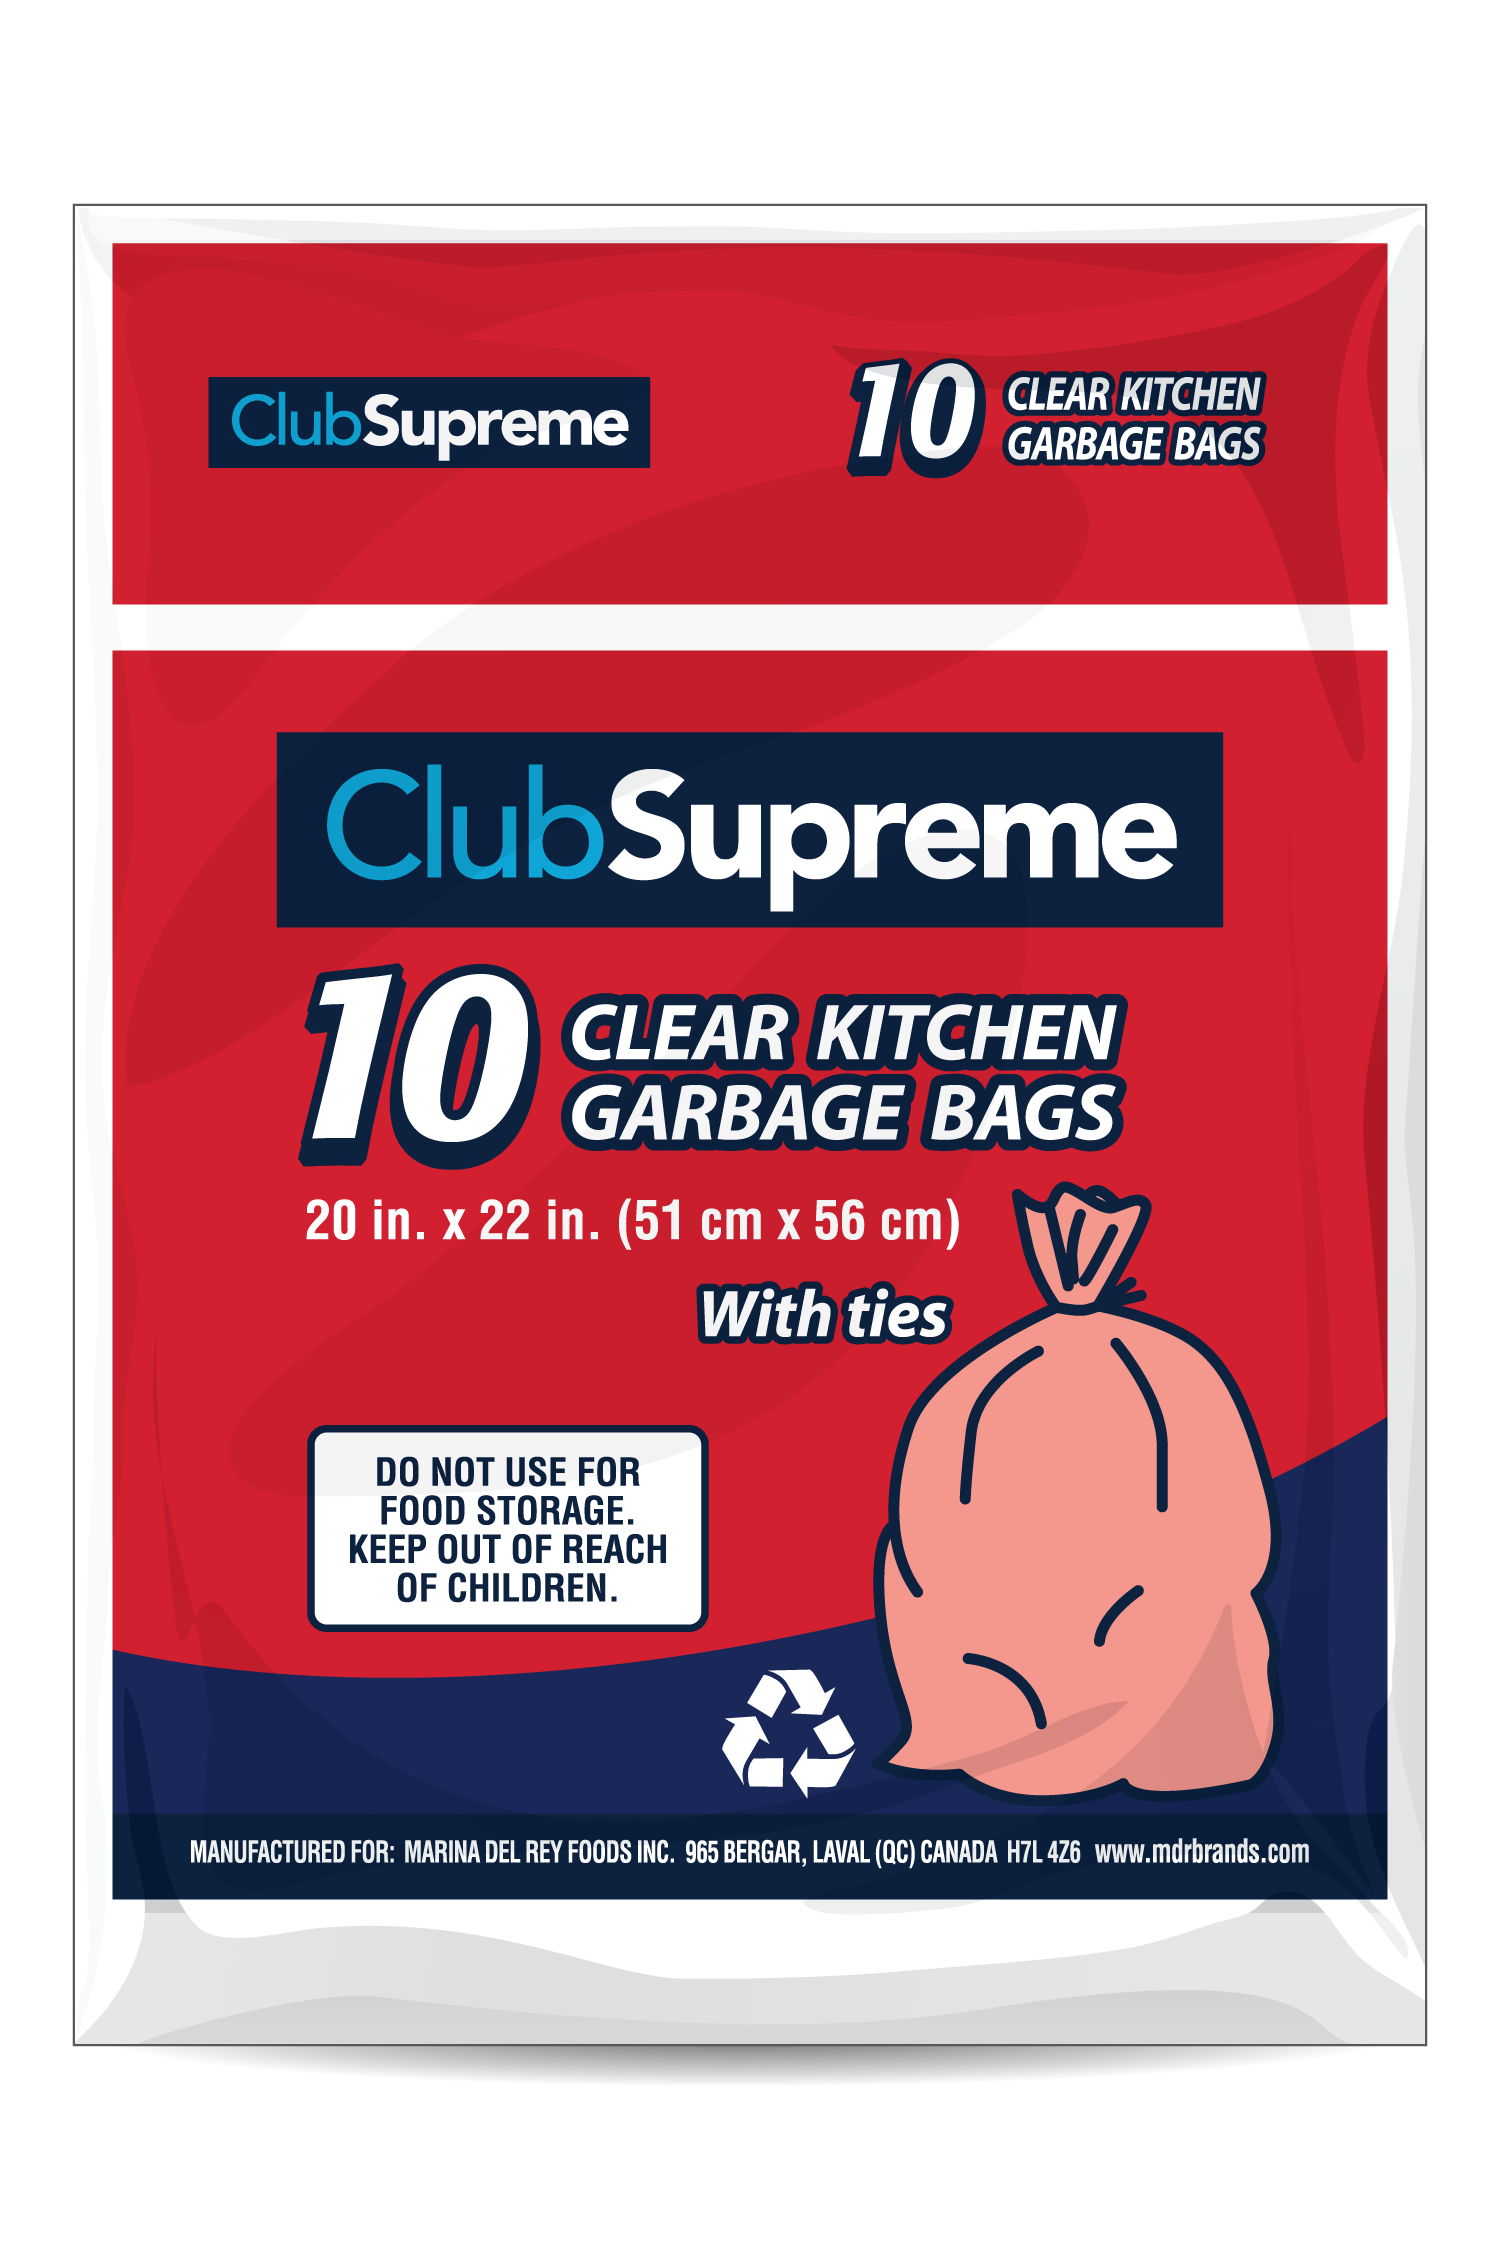 ClubSupreme
10 CLEAR KITCHEN
GARBAGE BAGS
ClubSupreme
10 CLEAR KITCHEN
GARBAGE BAGS
20 in. x 22 in. (51 cm x 56 cm)
With ties
DO NOT USE FOR
FOOD STORAGE.
KEEP OUT OF REACH
OF CHILDREN.
MANUFACTURED FOR: MARINA DEL REY FOODS INC. 965 BERGAR, LAVAL (QC) CANADA H7L 4Z6 www.mdrbrands.com